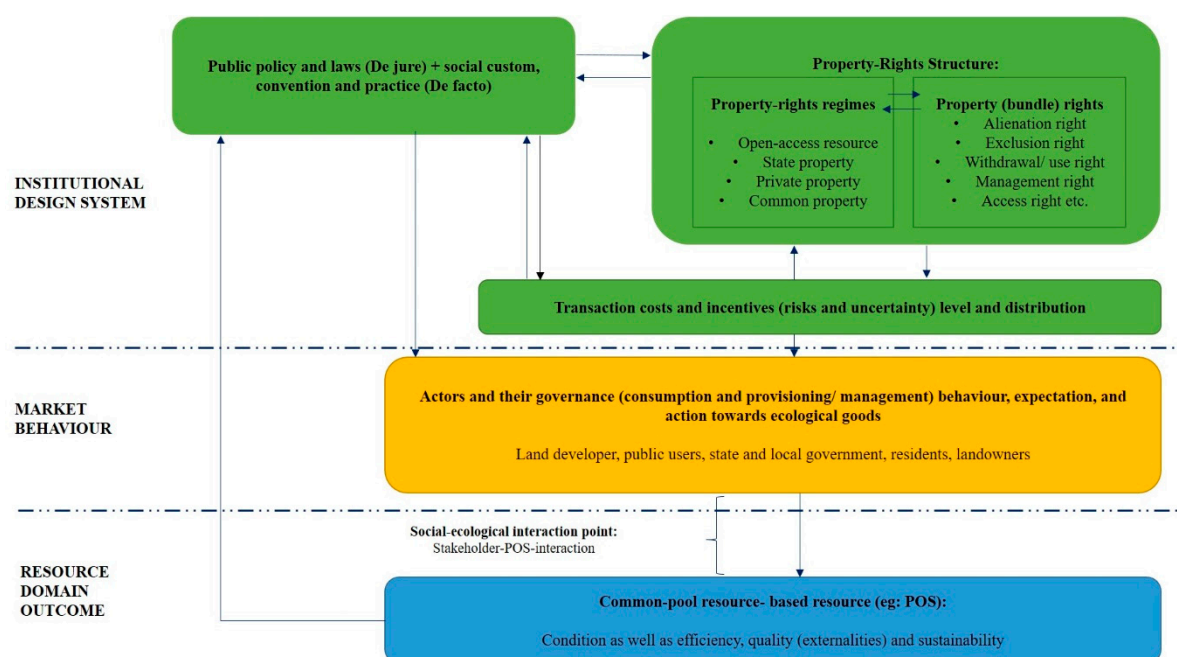 Public policy and laws (De jure) + social custom,
convention and practice (De facto)
Property-Rights Structure:
Property-rights regimes
• Open-access resource
• State property
• Private property
• Common property
Property (bundle) rights
• Alienation right
• Exclusion right
• Withdrawal/ use right
• Management right
• Access right etc.
INSTITUTIONAL
DESIGN SYSTEM
Transaction costs and incentives (risks and uncertainty) level and distribution
MARKET
BEHAVIOUR
Actors and their governance (consumption and provisioning/ management) behaviour, expectation, and
action towards ecological goods
Land developer, public users, state and local government, residents, landowners
Social-ecological interaction point:
Stakeholder-POS-interaction
RESOURCE
DOMAIN
OUTCOME
Common-pool resource- based resource (eg: POS):
Condition as well as efficiency, quality (externalities) and sustainability